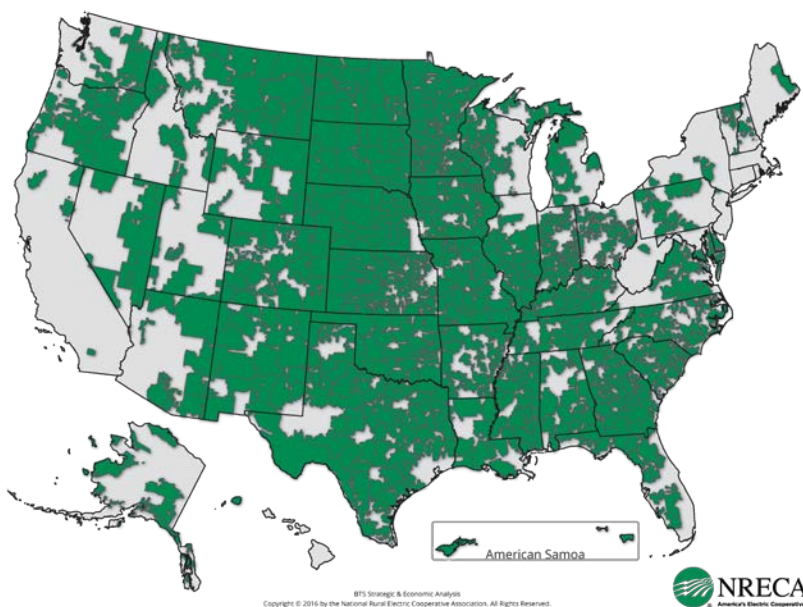 American Samoa
BTS Strategic & Economic Analysis
Copyright © 2016 by the National Rural Electric Cooperative Association. All Rights Reserved.
NRECA
America's Electric Cooperative